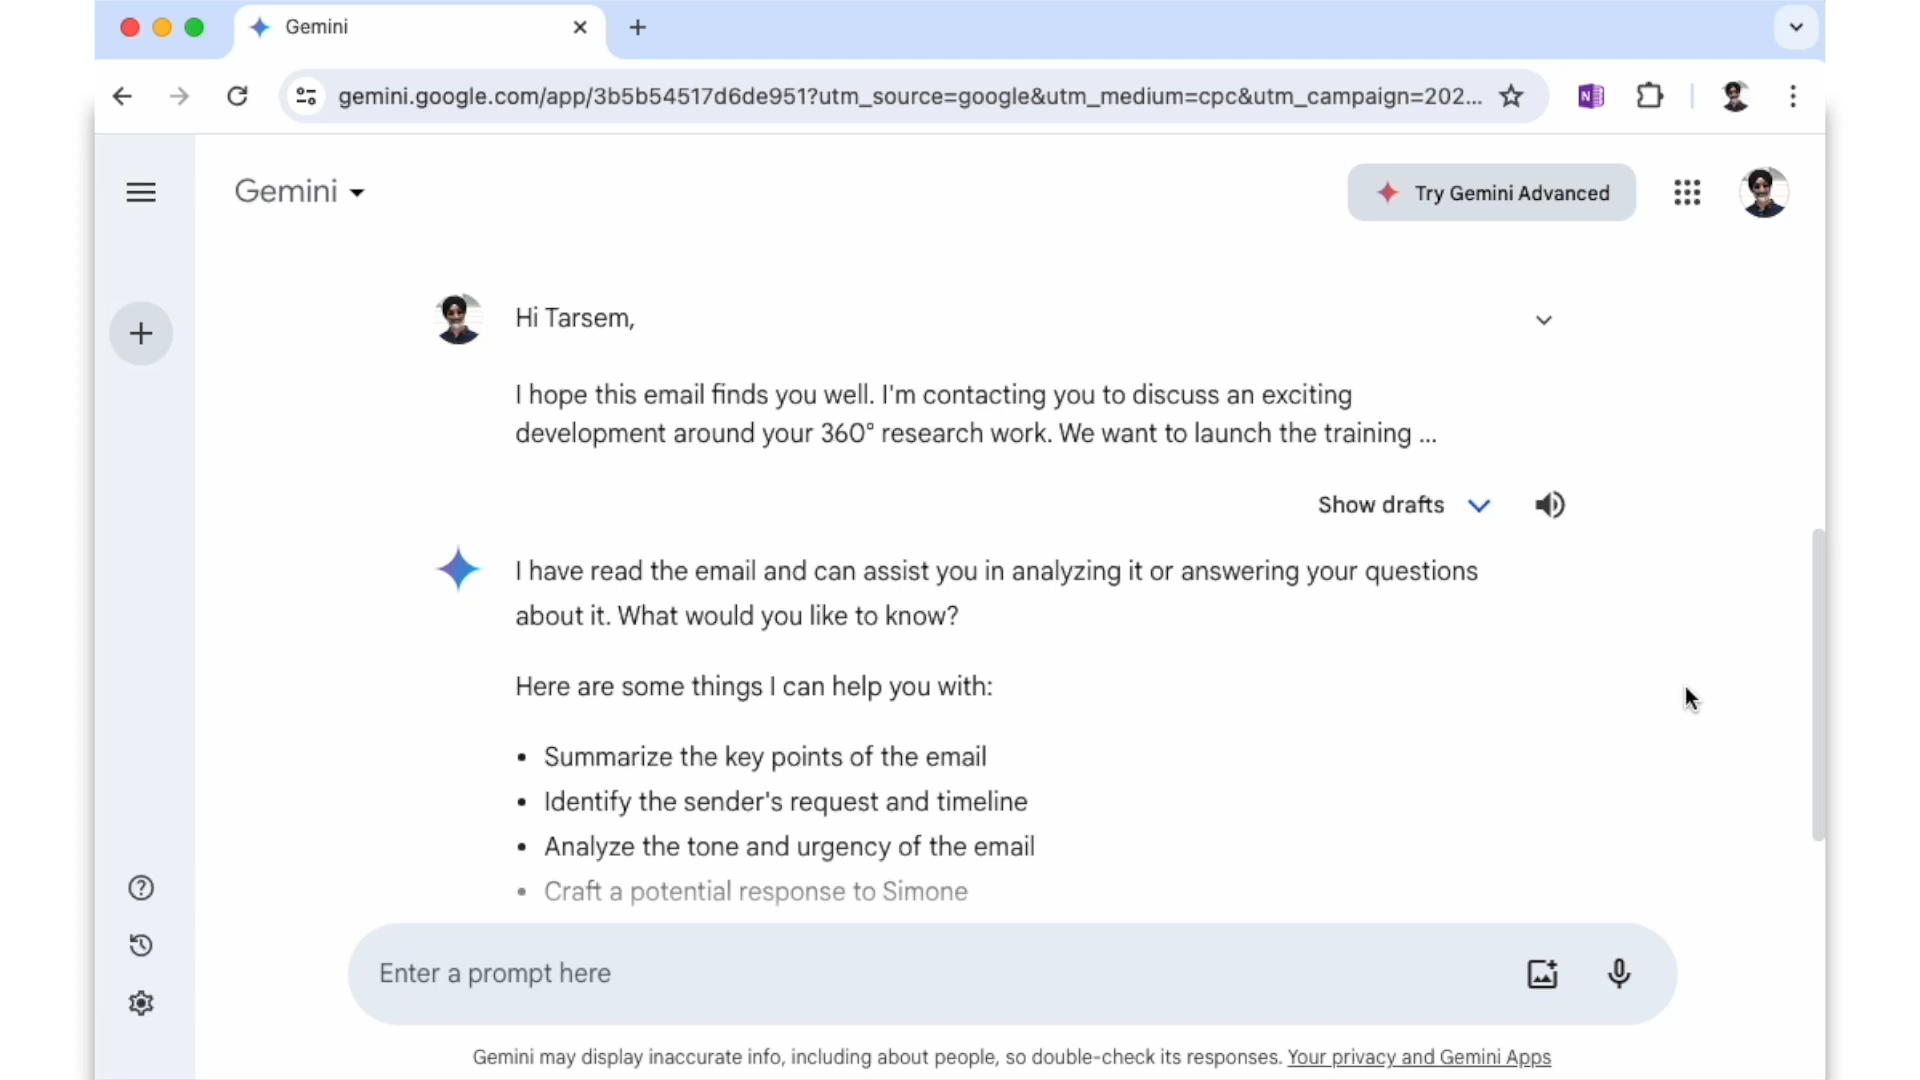 Gemini
gemini.google.com/app/3b5b54517d6de951?utm_source=google&utm_medium=cpc&utm_campaign=202...
N
Gemini
Try Gemini Advanced
Hi Tarsem,
I hope this email finds you well. I'm contacting you to discuss an exciting
development around your 360° research work. We want to launch the training ...
Show drafts
I have read the email and can assist you in analyzing it or answering your questions
about it. What would you like to know?
Here are some things I can help you with:
• Summarize the key points of the email
• Identify the sender's request and timeline
• Analyze the tone and urgency of the email
• Craft a potential response to Simone
Enter a prompt here
Gemini may display inaccurate info, including about people, so double-check its responses. Your privacy and Gemini Apps